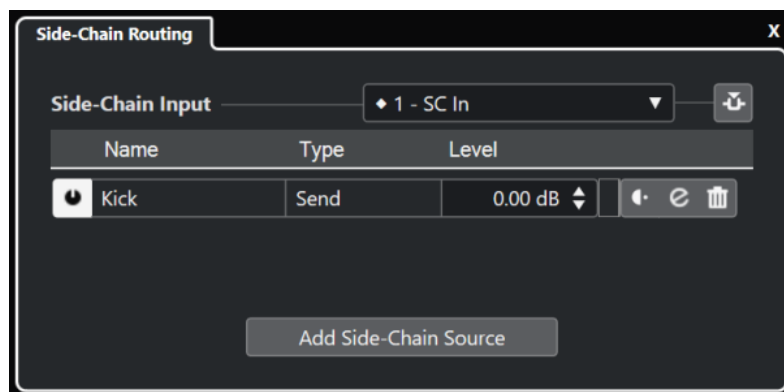 Side-Chain Routing X
Side-Chain Input 1 - SC In
Name Type Level
Kick Send 0.00 dB
Add Side-Chain Source